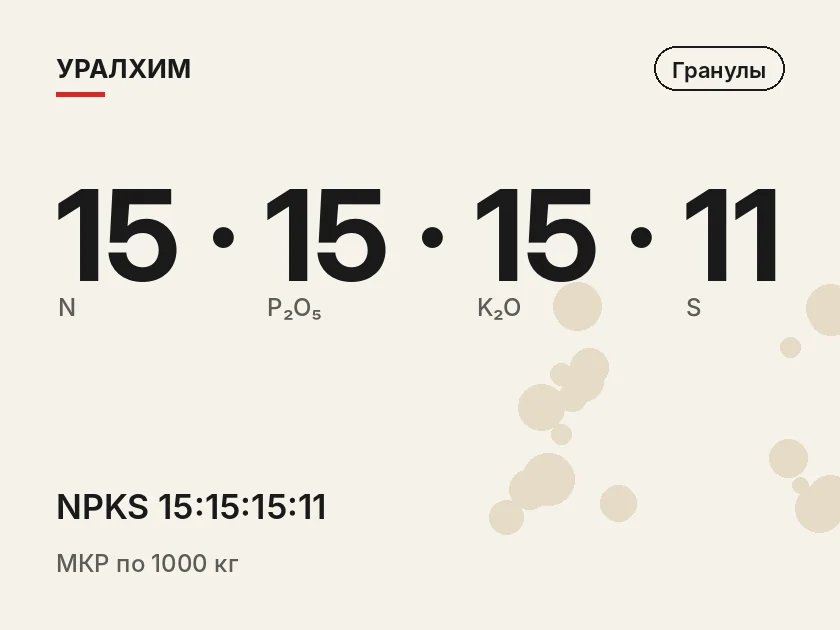 УРАЛХИМ
Гранулы
15 · 15 · 15 · 11
N P₂O₅ K₂O S
NPKS 15:15:15:11
МКР по 1000 кг